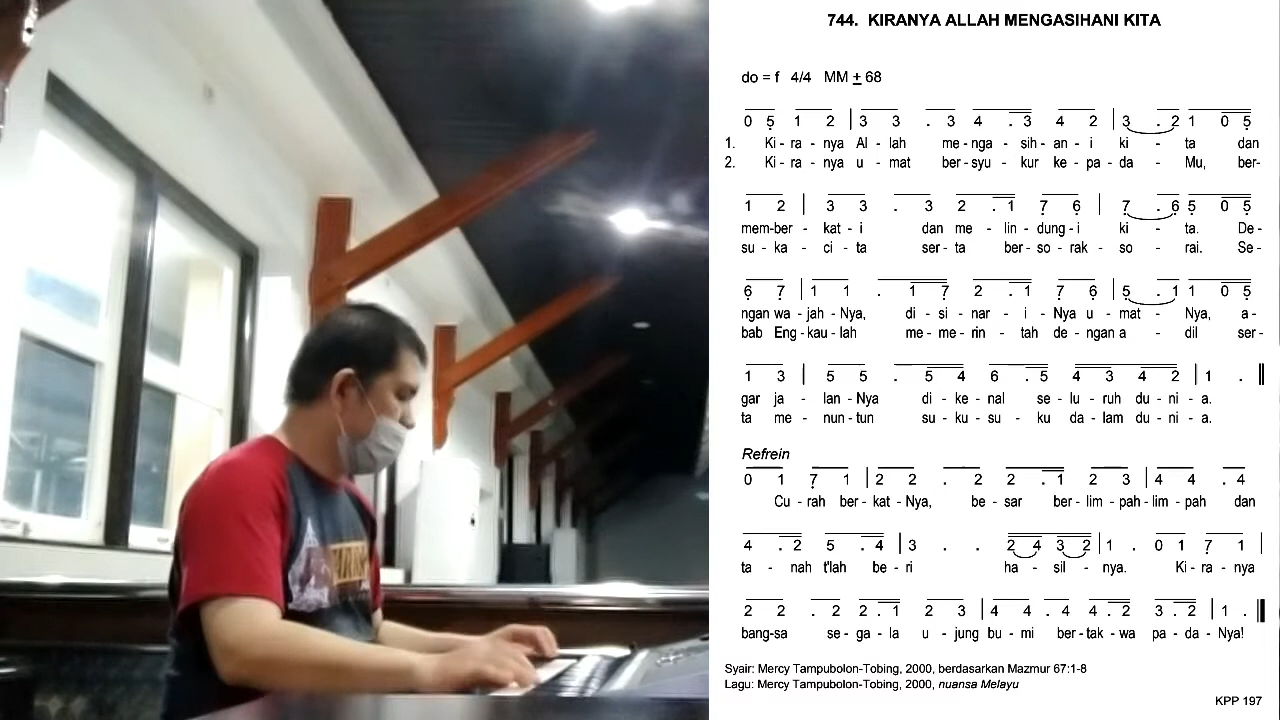 744. KIRANYA ALLAH MENGASIHANI KITA
do = f 4/4 MM ± 68
0 5̣ 1 2 | 3 3 . 3 4 . 3 4 2 | 3 . 2 1 0 5̣
1. Ki - ra - nya Al - lah me - nga - sih - an - i ki - ta dan
2. Ki - ra - nya u - mat ber - syu - kur ke - pa - da - Mu, ber-
1 2 | 3 3 . 3 2 . 1 7̣ 6̣ | 7̣ . 6̣ 5̣ 0 5̣
mem-ber - kat - i dan me - lin - dung - i ki - ta. De -
su - ka - ci - ta ser - ta ber - so - rak - so - rai. Se -
6̣ 7̣ | 1 1 . 1 7̣ 2 . 1 7̣ 6̣ | 5̣ . 1 1 0 5̣
ngan wa - jah - Nya, di - si - nar - i - Nya u - mat - Nya, a -
bab Eng - kau - lah me - me - rin - tah de - ngan a - dil ser -
1 3 | 5 5 . 5 4 6 . 5 4 3 4 2 | 1 . ||
gar ja - lan - Nya di - ke - nal se - lu - ruh du - ni - a.
ta me - nun - tun su - ku - su - ku da - lam du - ni - a.
Refrein
0 1 7̣ 1 | 2 2 . 2 2 . 1 2 3 | 4 4 . 4
Cu - rah ber - kat - Nya, be - sar ber - lim - pah - lim - pah dan
4 . 2 5 . 4 | 3 . . 2 4 3 2 | 1 . 0 1 7̣ 1 |
ta - nah t'lah be - ri ha - sil - nya. Ki - ra - nya
2 2 . 2 2 . 1 2 3 | 4 4 . 4 4 . 2 3 . 2 | 1 . ||
bang-sa se - ga - la u - jung bu - mi ber - tak - wa pa - da - Nya!
Syair: Mercy Tampubolon-Tobing, 2000, berdasarkan Mazmur 67:1-8
Lagu: Mercy Tampubolon-Tobing, 2000, nuansa Melayu
KPP 197